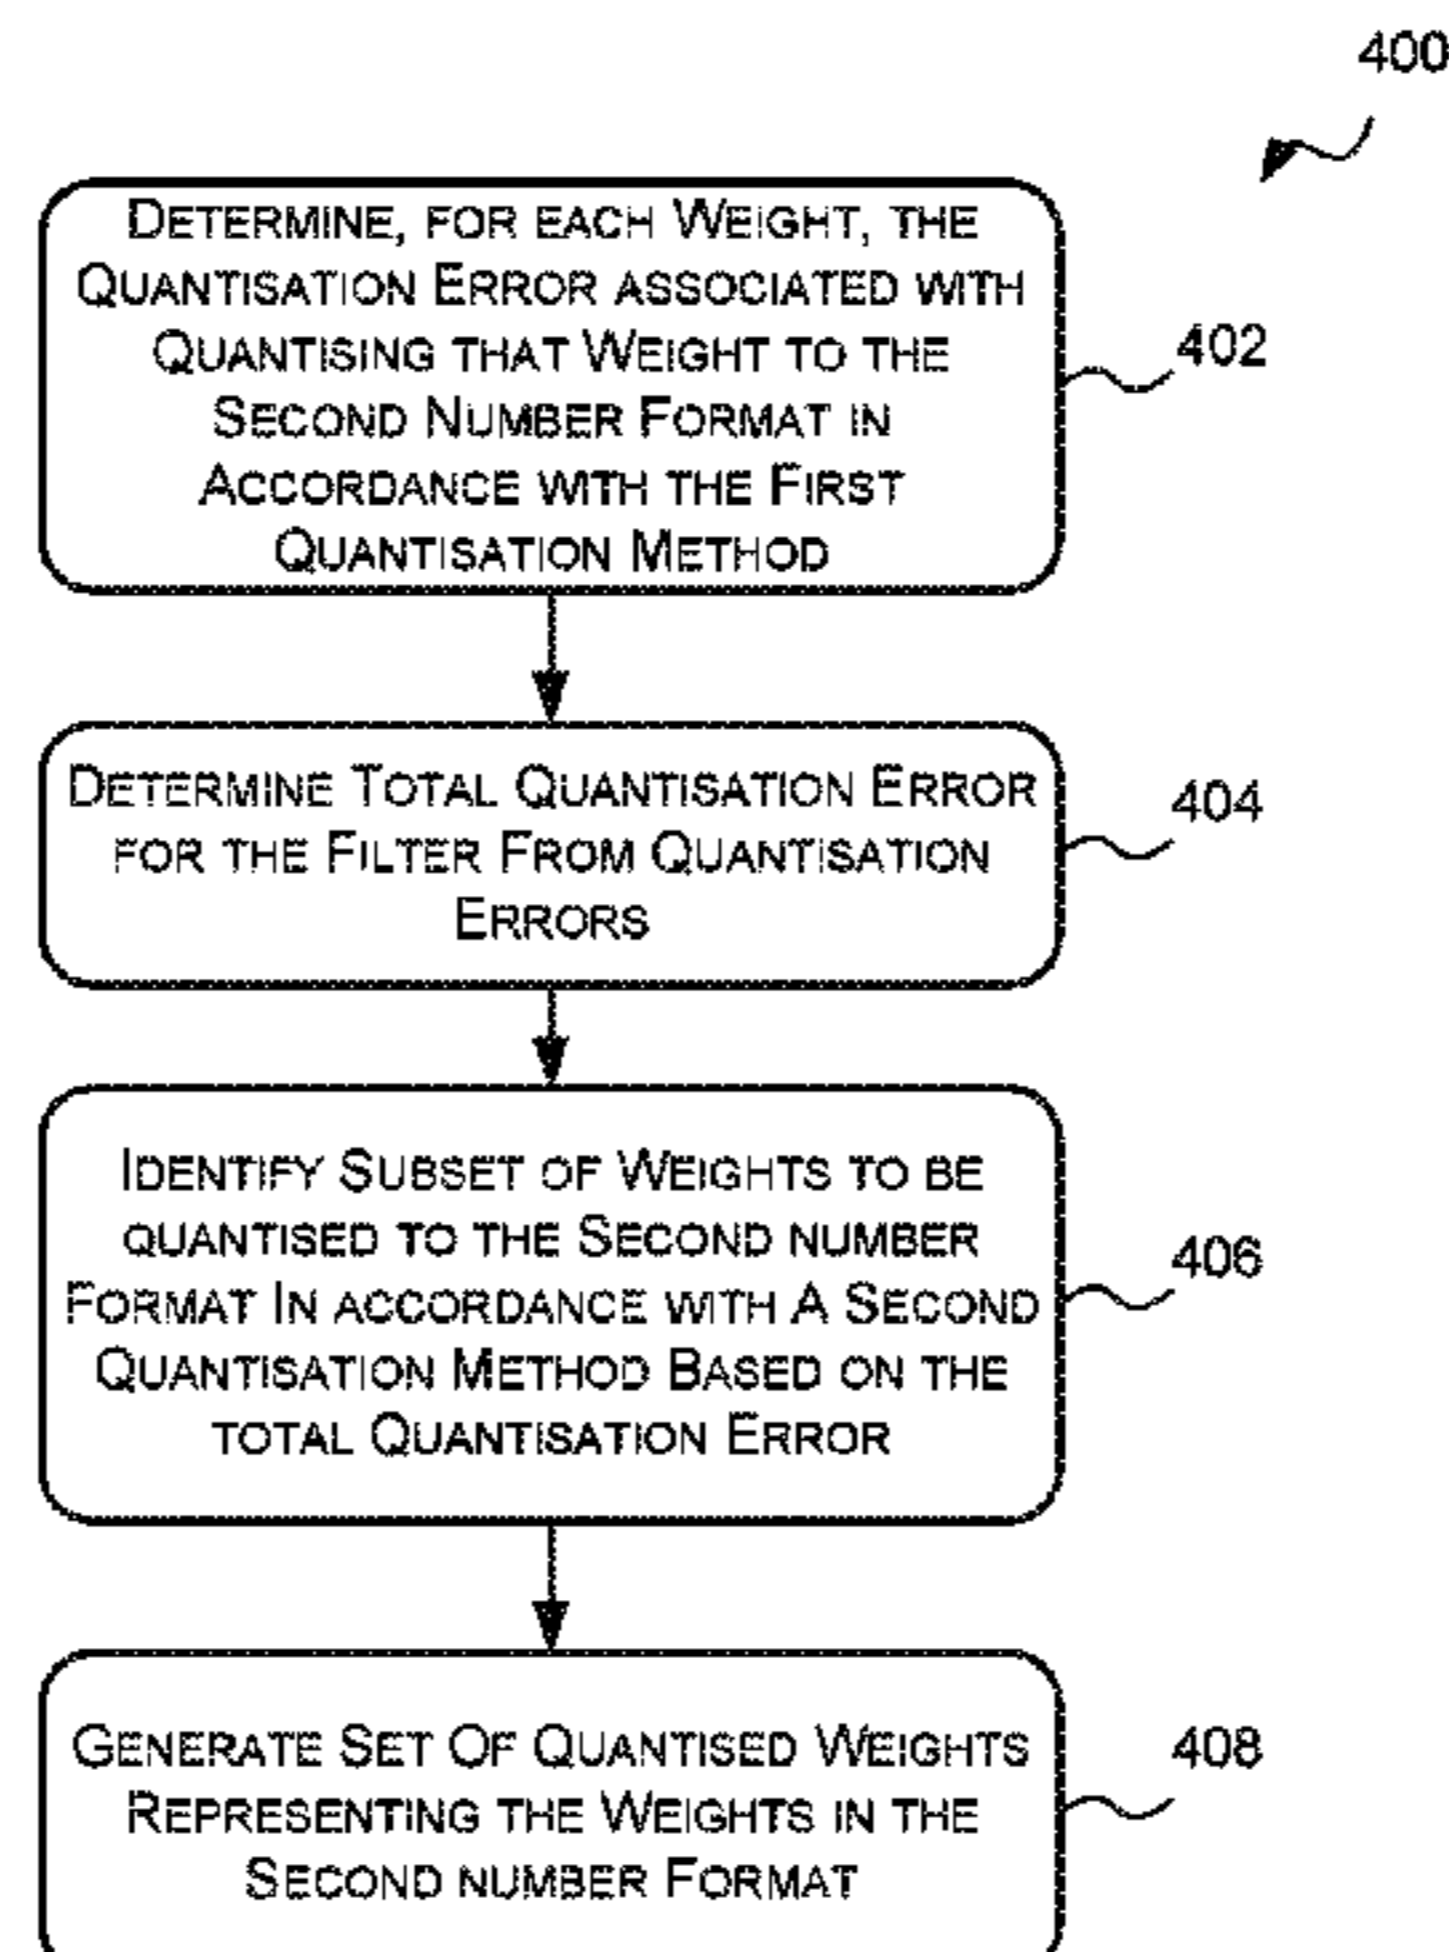 400
DETERMINE, FOR EACH WEIGHT, THE
QUANTISATION ERROR ASSOCIATED WITH
QUANTISING THAT WEIGHT TO THE
SECOND NUMBER FORMAT IN
ACCORDANCE WITH THE FIRST
QUANTISATION METHOD
402
DETERMINE TOTAL QUANTISATION ERROR
FOR THE FILTER FROM QUANTISATION
ERRORS
404
IDENTIFY SUBSET OF WEIGHTS TO BE
QUANTISED TO THE SECOND NUMBER
FORMAT IN ACCORDANCE WITH A SECOND
QUANTISATION METHOD BASED ON THE
TOTAL QUANTISATION ERROR
406
GENERATE SET OF QUANTISED WEIGHTS
REPRESENTING THE WEIGHTS IN THE
SECOND NUMBER FORMAT
408